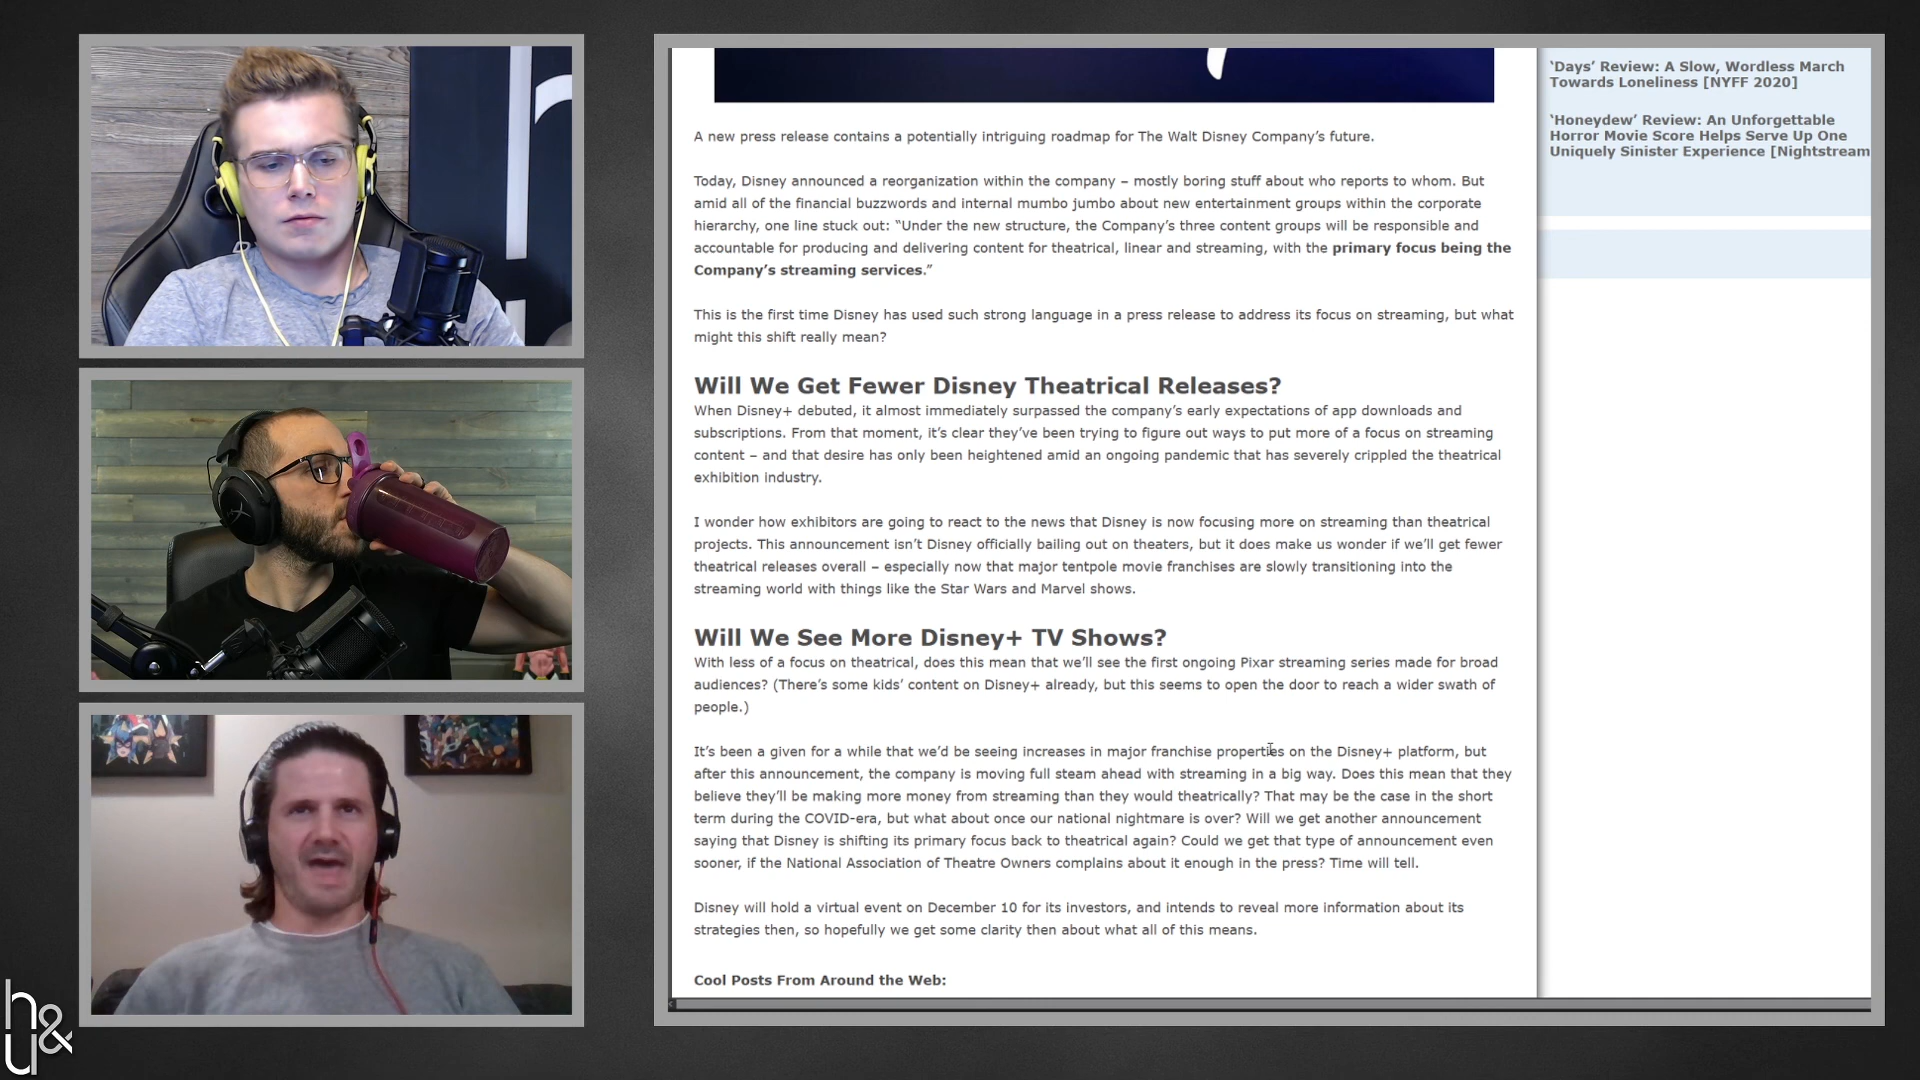 A new press release contains a potentially intriguing roadmap for The Walt Disney Company’s future.
Today, Disney announced a reorganization within the company – mostly boring stuff about who reports to whom. But
amid all of the financial buzzwords and internal mumbo jumbo about new entertainment groups within the corporate
hierarchy, one line stuck out: “Under the new structure, the Company’s three content groups will be responsible and
accountable for producing and delivering content for theatrical, linear and streaming, with the primary focus being the
Company’s streaming services.”
This is the first time Disney has used such strong language in a press release to address its focus on streaming, but what
might this shift really mean?
Will We Get Fewer Disney Theatrical Releases?
When Disney+ debuted, it almost immediately surpassed the company’s early expectations of app downloads and
subscriptions. From that moment, it’s clear they’ve been trying to figure out ways to put more of a focus on streaming
content – and that desire has only been heightened amid an ongoing pandemic that has severely crippled the theatrical
exhibition industry.
I wonder how exhibitors are going to react to the news that Disney is now focusing more on streaming than theatrical
projects. This announcement isn’t Disney officially bailing out on theaters, but it does make us wonder if we’ll get fewer
theatrical releases overall – especially now that major tentpole movie franchises are slowly transitioning into the
streaming world with things like the Star Wars and Marvel shows.
Will We See More Disney+ TV Shows?
With less of a focus on theatrical, does this mean that we’ll see the first ongoing Pixar streaming series made for broad
audiences? (There’s some kids’ content on Disney+ already, but this seems to open the door to reach a wider swath of
people.)
It’s been a given for a while that we’d be seeing increases in major franchise properties on the Disney+ platform, but
after this announcement, the company is moving full steam ahead with streaming in a big way. Does this mean that they
believe they’ll be making more money from streaming than they would theatrically? That may be the case in the short
term during the COVID-era, but what about once our national nightmare is over? Will we get another announcement
saying that Disney is shifting its primary focus back to theatrical again? Could we get that type of announcement even
sooner, if the National Association of Theatre Owners complains about it enough in the press? Time will tell.
Disney will hold a virtual event on December 10 for its investors, and intends to reveal more information about its
strategies then, so hopefully we get some clarity then about what all of this means.
Cool Posts From Around the Web:
‘Days’ Review: A Slow, Wordless March
Towards Loneliness [NYFF 2020]
‘Honeydew’ Review: An Unforgettable
Horror Movie Score Helps Serve Up One
Uniquely Sinister Experience [Nightstream
h&
u